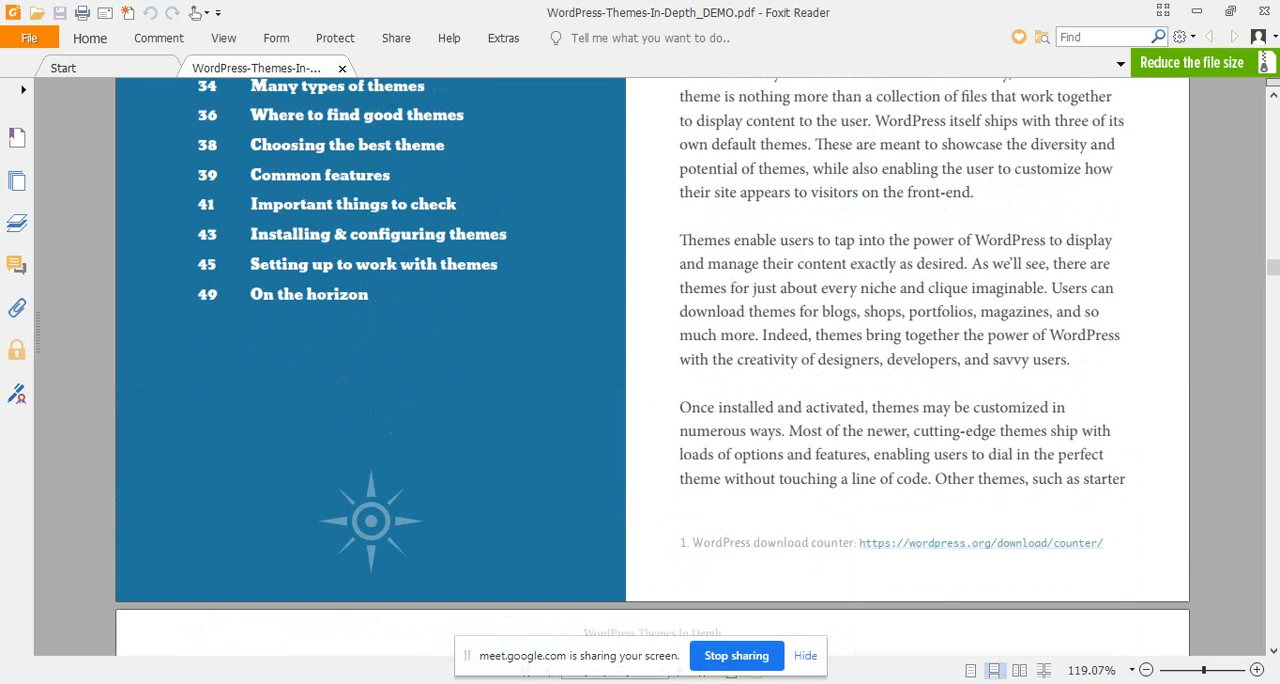 WordPress-Themes-In-Depth_DEMO.pdf - Foxit Reader
File Home Comment View Form Protect Share Help Extras Tell me what you want to do.. Find
Start WordPress-Themes-In-... Reduce the file size
34 Many types of themes
36 Where to find good themes
38 Choosing the best theme
39 Common features
41 Important things to check
43 Installing & configuring themes
45 Setting up to work with themes
49 On the horizon
theme is nothing more than a collection of files that work together
to display content to the user. WordPress itself ships with three of its
own default themes. These are meant to showcase the diversity and
potential of themes, while also enabling the user to customize how
their site appears to visitors on the front-end.
Themes enable users to tap into the power of WordPress to display
and manage their content exactly as desired. As we'll see, there are
themes for just about every niche and clique imaginable. Users can
download themes for blogs, shops, portfolios, magazines, and so
much more. Indeed, themes bring together the power of WordPress
with the creativity of designers, developers, and savvy users.
Once installed and activated, themes may be customized in
numerous ways. Most of the newer, cutting-edge themes ship with
loads of options and features, enabling users to dial in the perfect
theme without touching a line of code. Other themes, such as starter
1. WordPress download counter: https://wordpress.org/download/counter/
WordPress Themes In Depth
meet.google.com is sharing your screen. Stop sharing Hide
119.07%